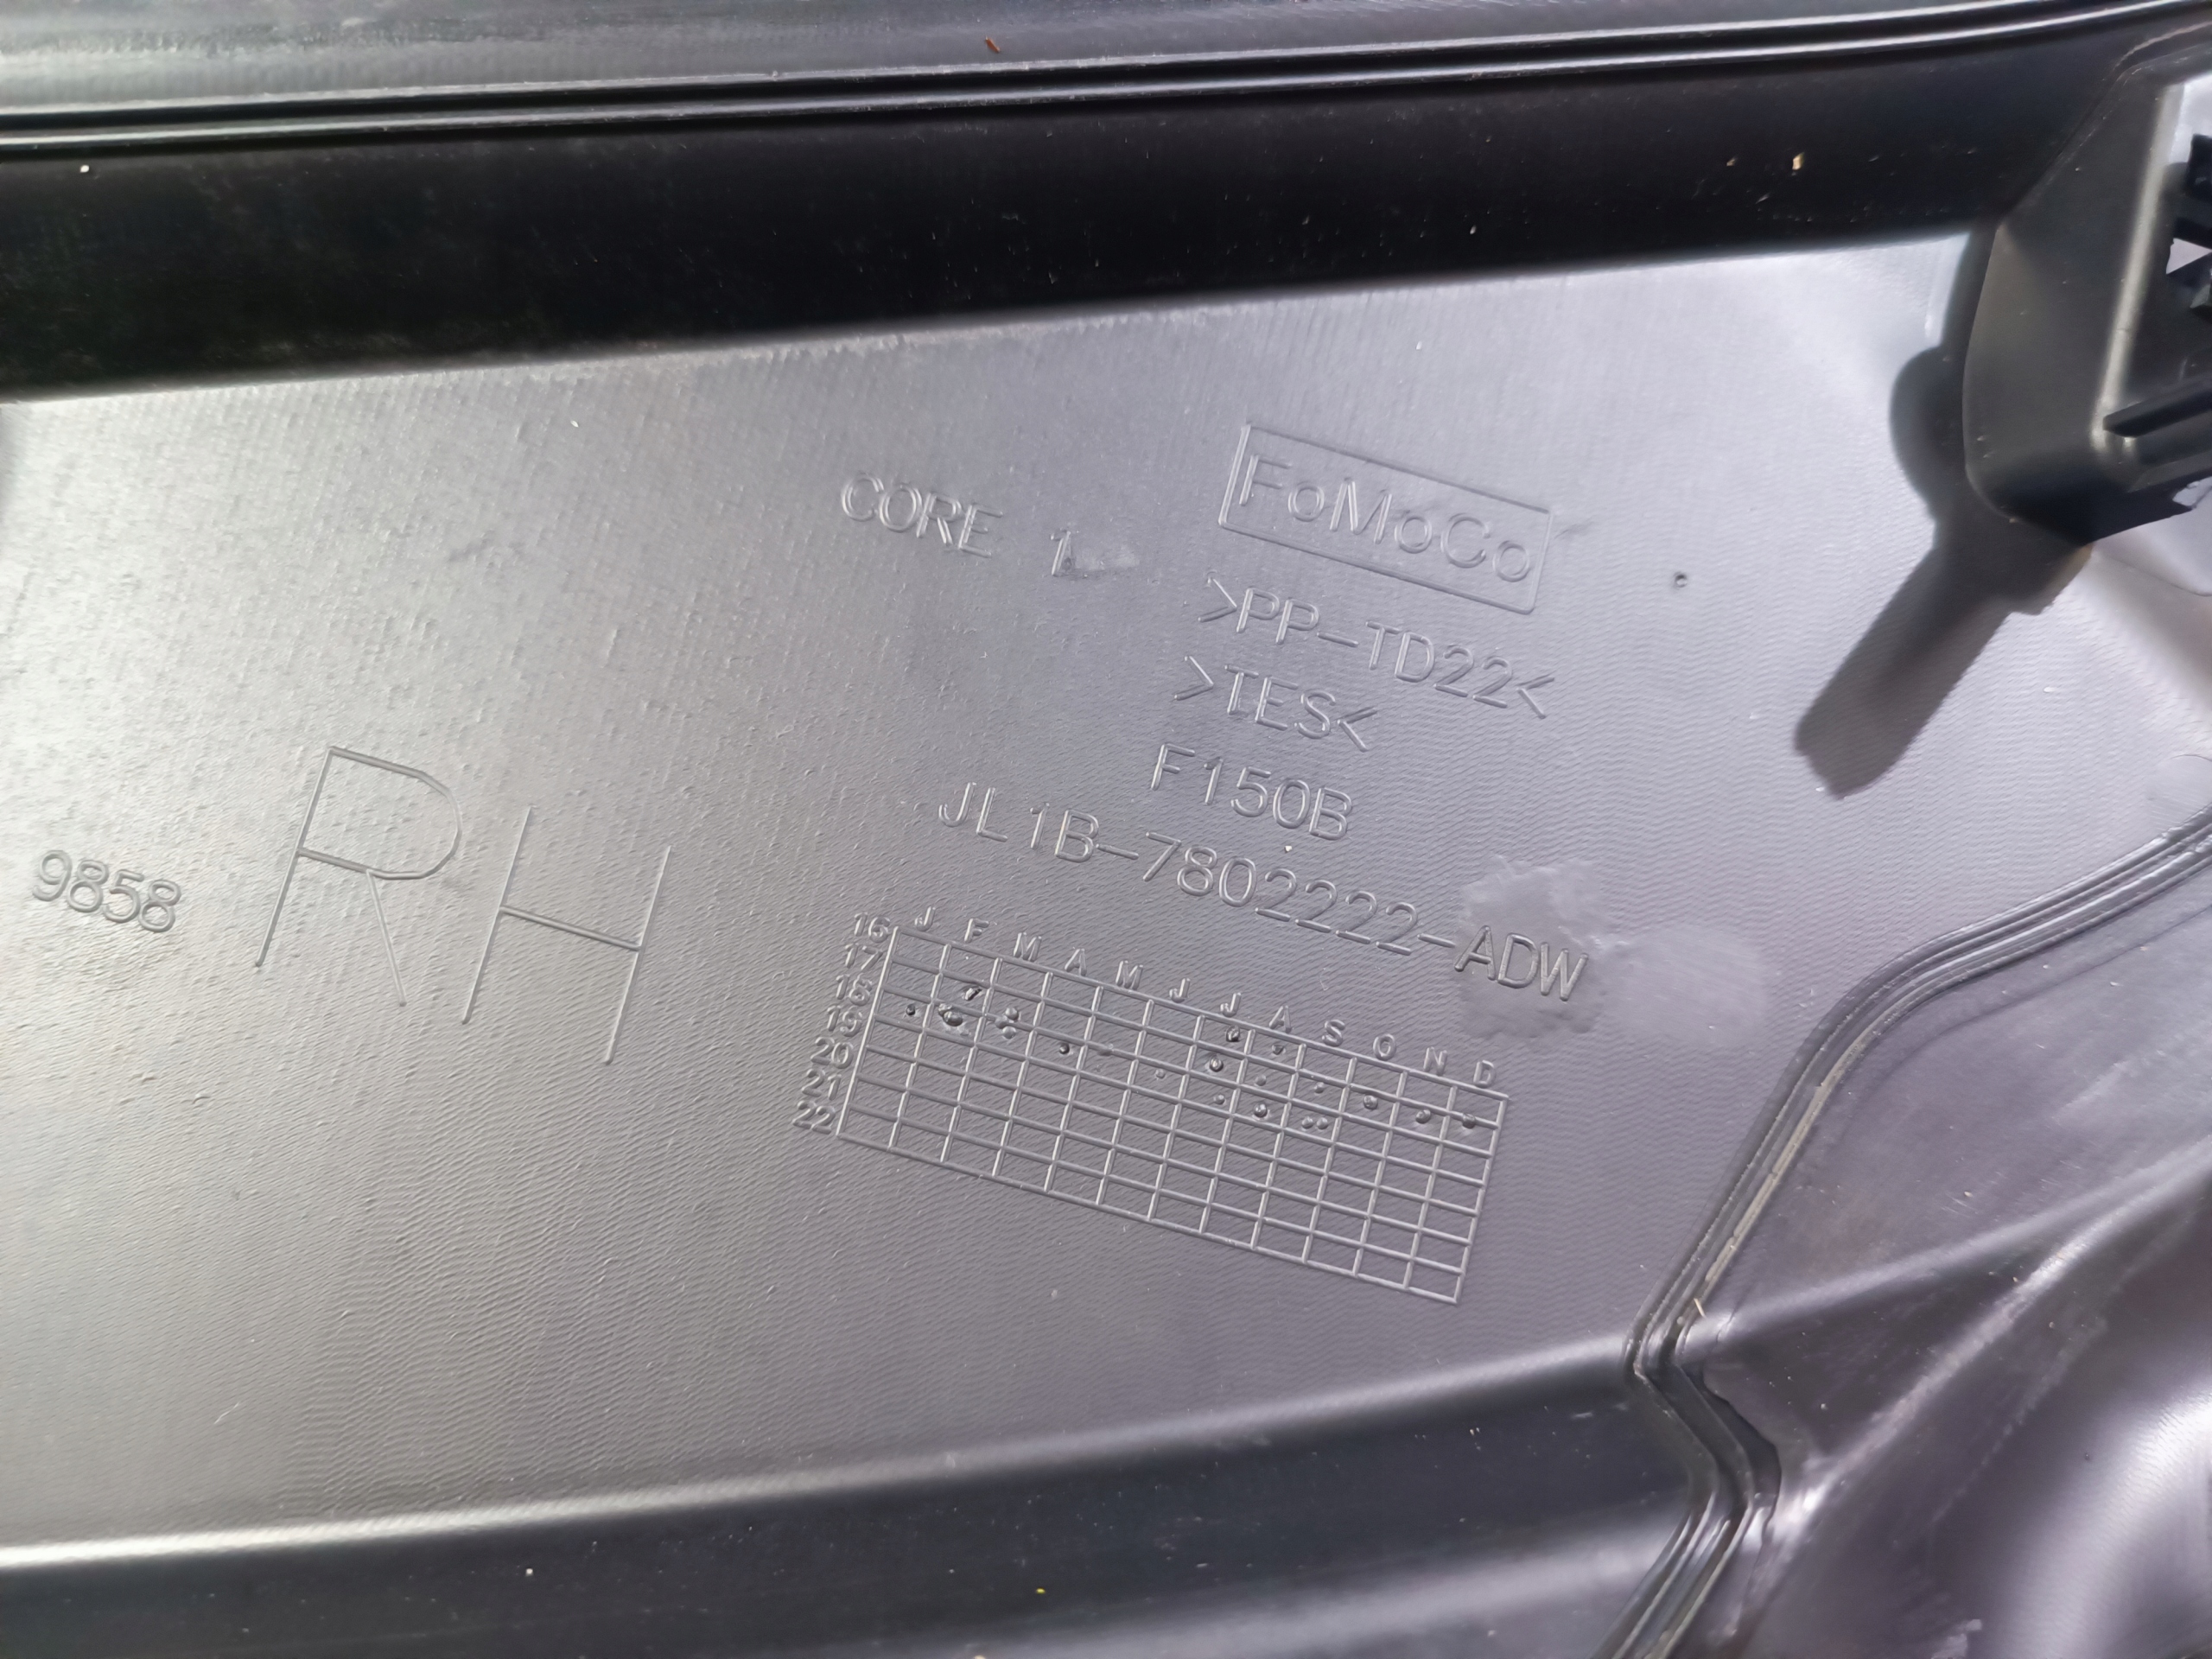 FoMoCo
CORE 1
>PP-TD22<
>TES<
F150B
JL1B-7802222-ADW
RH
9858
J F M A M J J A S O N D
16
17
18
19
20
21
22